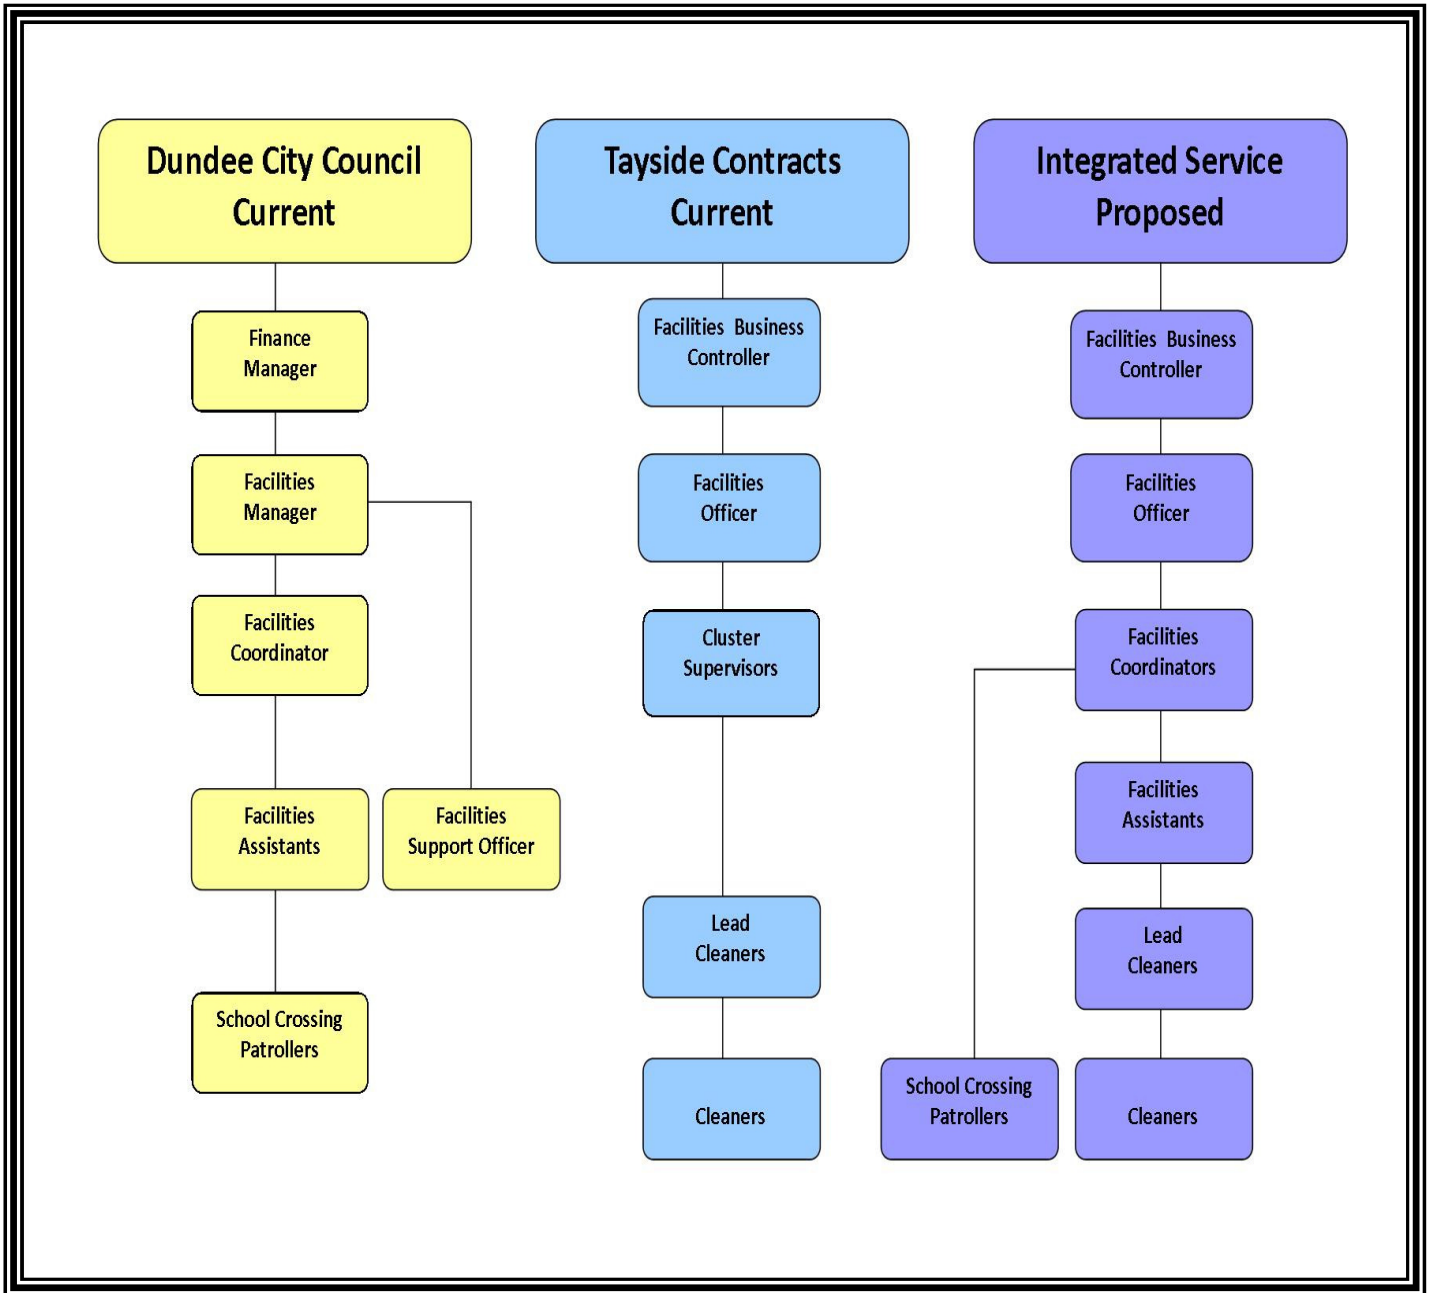 Dundee City Council
Current
Finance
Manager
Facilities
Manager
Facilities
Coordinator
Facilities
Assistants
Facilities
Support Officer
School Crossing
Patrollers
Tayside Contracts
Current
Facilities Business
Controller
Facilities
Officer
Cluster
Supervisors
Lead
Cleaners
Cleaners
Integrated Service
Proposed
Facilities Business
Controller
Facilities
Officer
Facilities
Coordinators
Facilities
Assistants
Lead
Cleaners
School Crossing
Patrollers
Cleaners